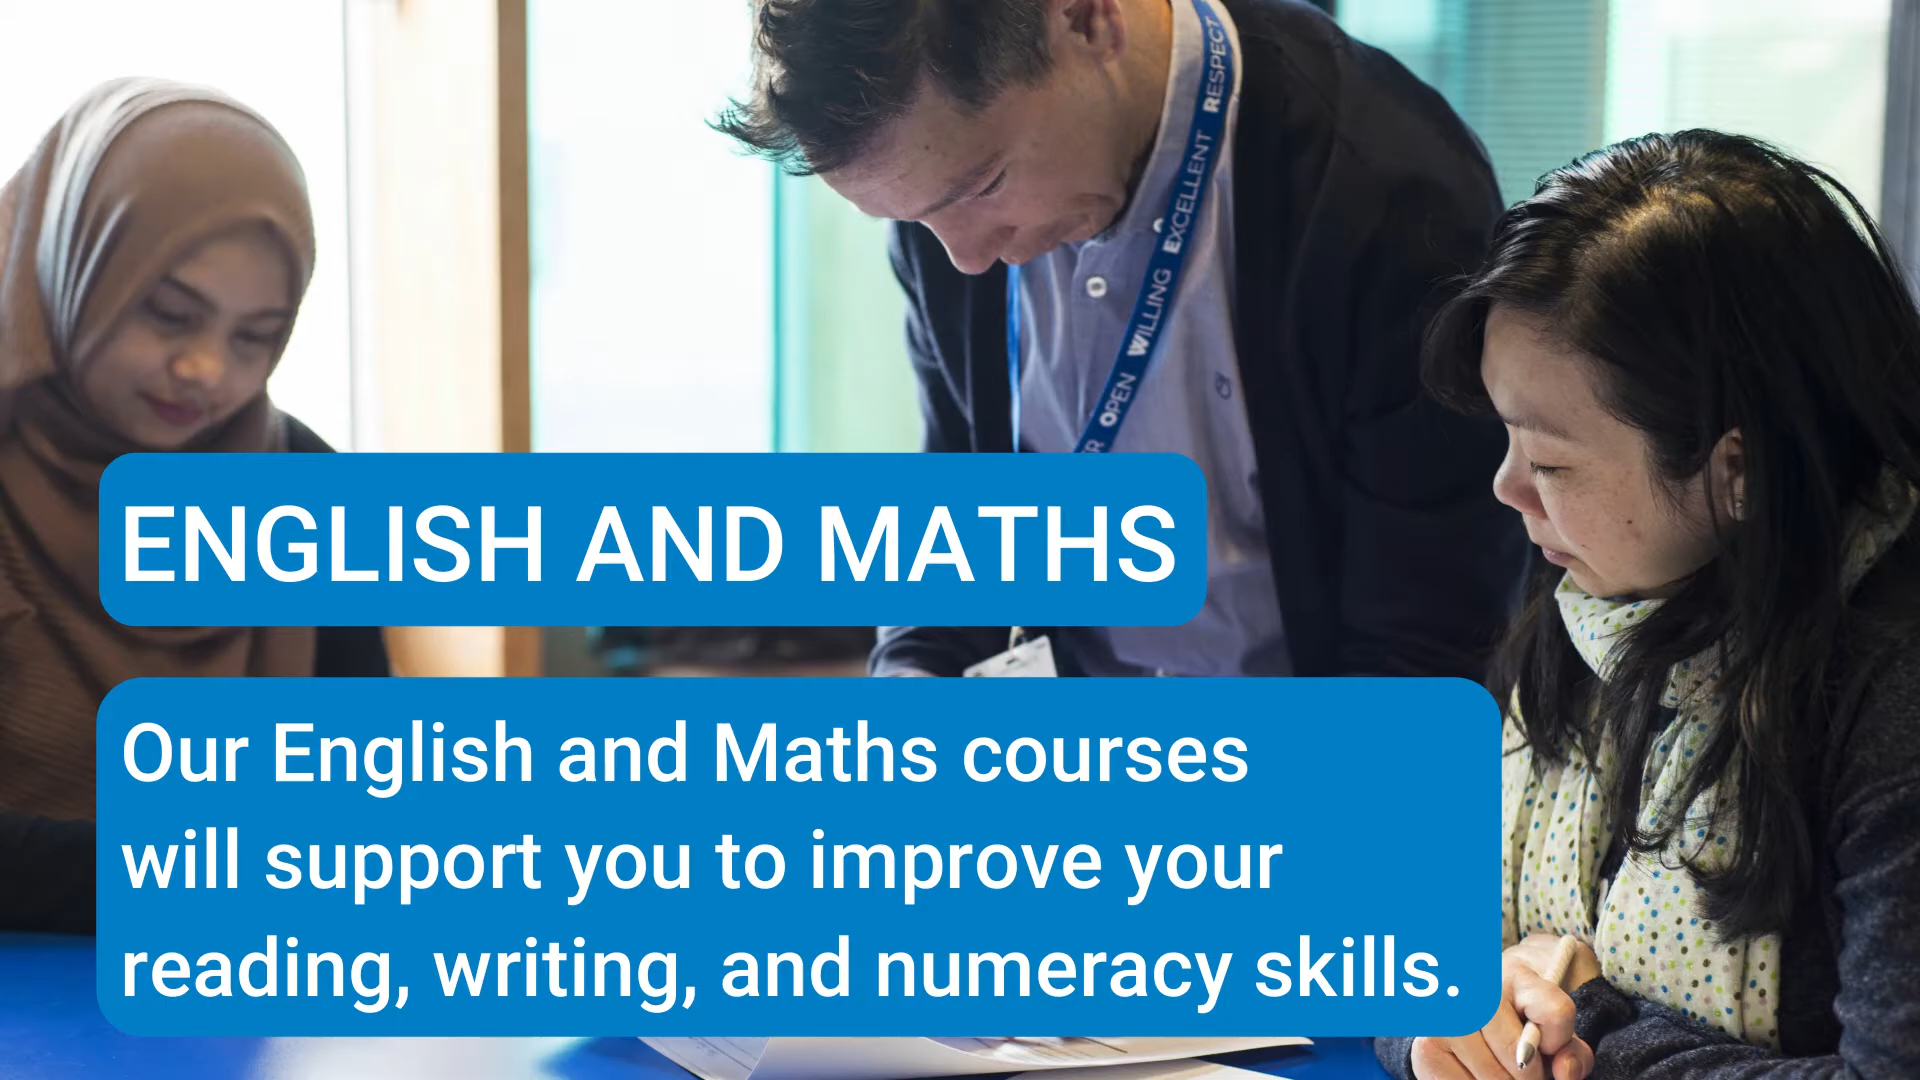 RESPECT
EXCELLENT
WILLING
OPEN
ENGLISH AND MATHS
Our English and Maths courses
will support you to improve your
reading, writing, and numeracy skills.